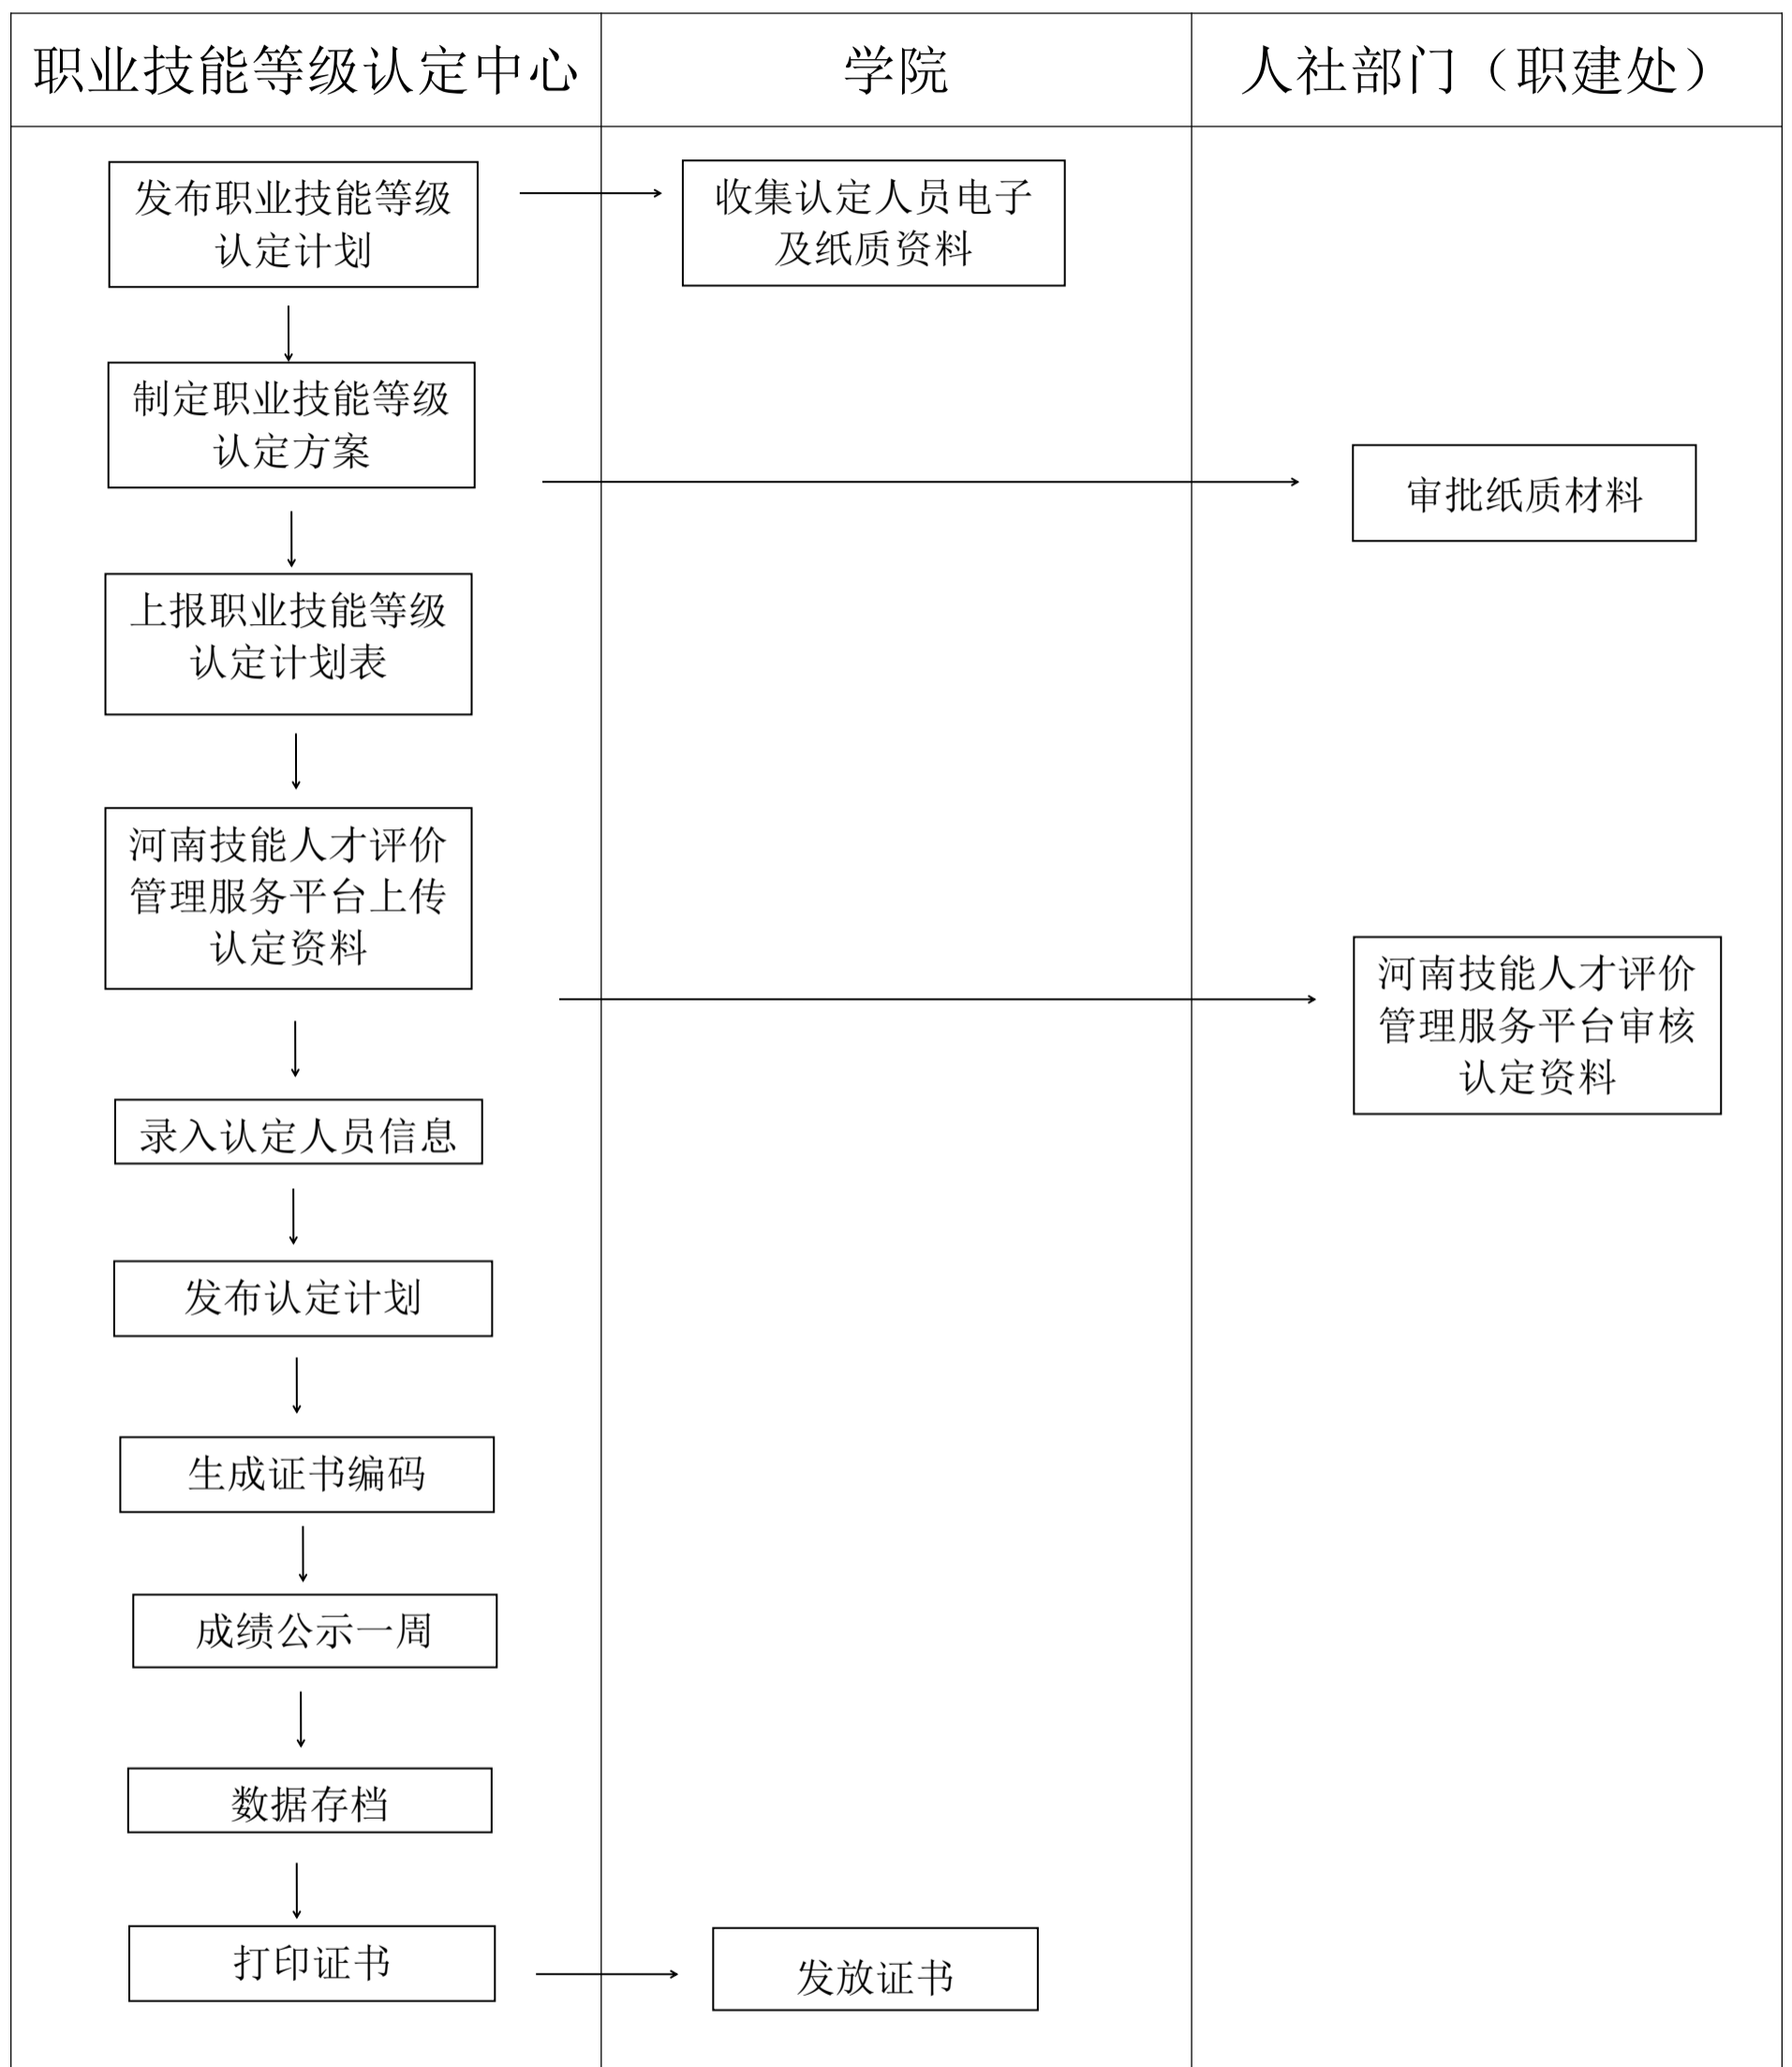 职业技能等级认定中心
学院
人社部门（职建处）
发布职业技能等级
认定计划
收集认定人员电子
及纸质资料
制定职业技能等级
认定方案
审批纸质材料
上报职业技能等级
认定计划表
河南技能人才评价
管理服务平台上传
认定资料
河南技能人才评价
管理服务平台审核
认定资料
录入认定人员信息
发布认定计划
生成证书编码
成绩公示一周
数据存档
打印证书
发放证书